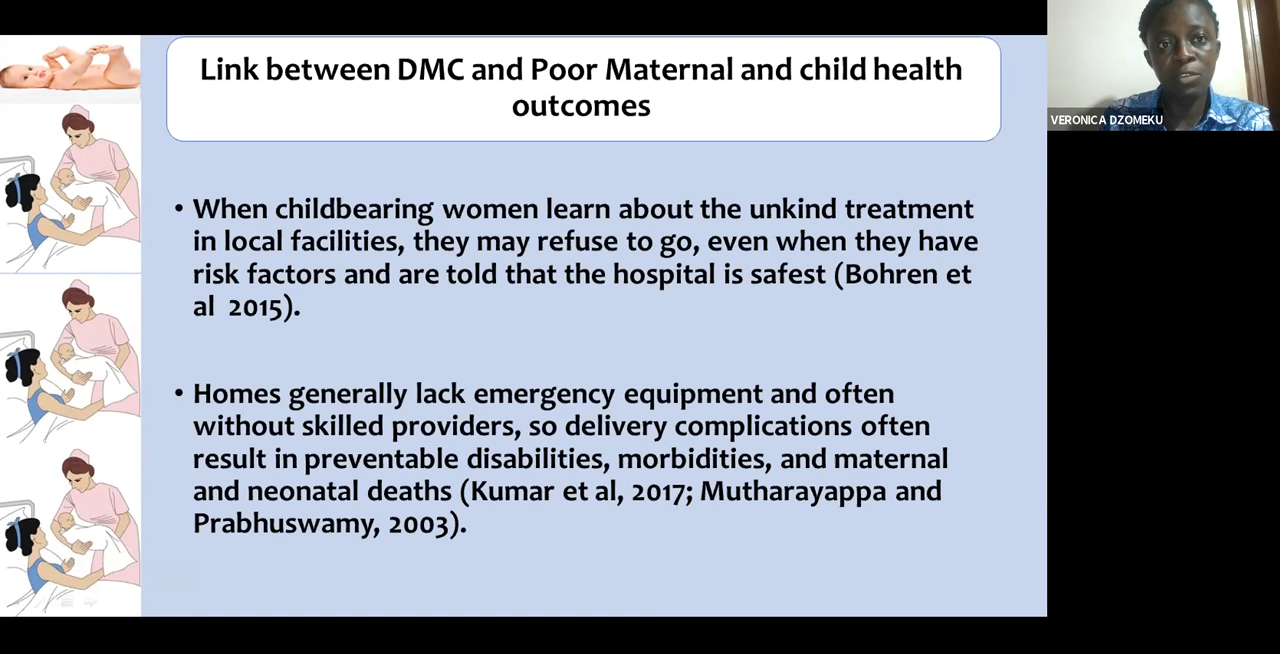 Link between DMC and Poor Maternal and child health
outcomes
VERONICA DZOMEKU
• When childbearing women learn about the unkind treatment
in local facilities, they may refuse to go, even when they have
risk factors and are told that the hospital is safest (Bohren et
al 2015).
• Homes generally lack emergency equipment and often
without skilled providers, so delivery complications often
result in preventable disabilities, morbidities, and maternal
and neonatal deaths (Kumar et al, 2017; Mutharayappa and
Prabhuswamy, 2003).